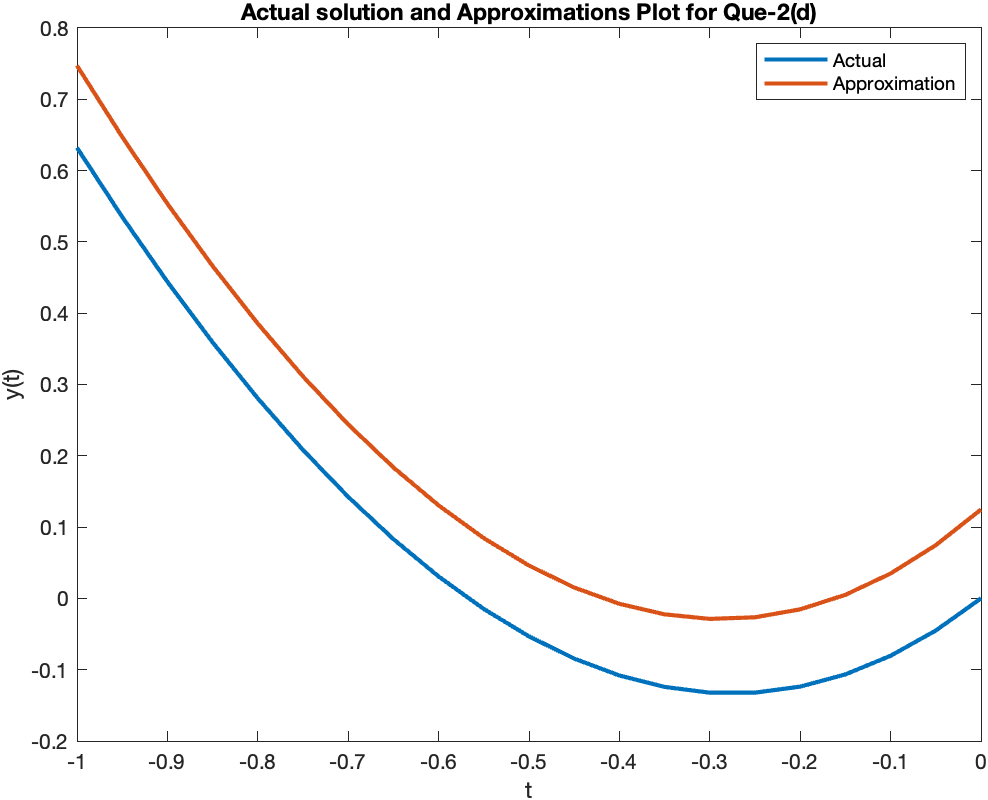 Actual solution and Approximations Plot for Que-2(d)
Actual
Approximation
0.8
0.7
0.6
0.5
0.4
0.3
0.2
0.1
0
-0.1
-0.2
y(t)
-1 -0.9 -0.8 -0.7 -0.6 -0.5 -0.4 -0.3 -0.2 -0.1 0
t